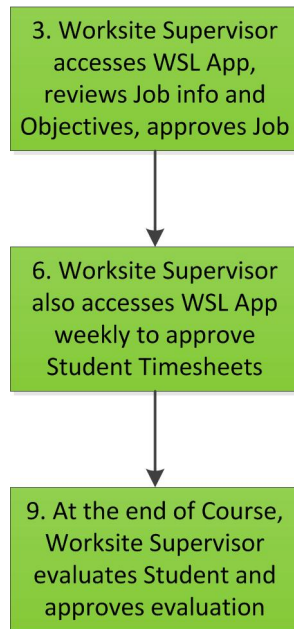 3. Worksite Supervisor
accesses WSL App,
reviews Job info and
Objectives, approves Job
6. Worksite Supervisor
also accesses WSL App
weekly to approve
Student Timesheets
9. At the end of Course,
Worksite Supervisor
evaluates Student and
approves evaluation